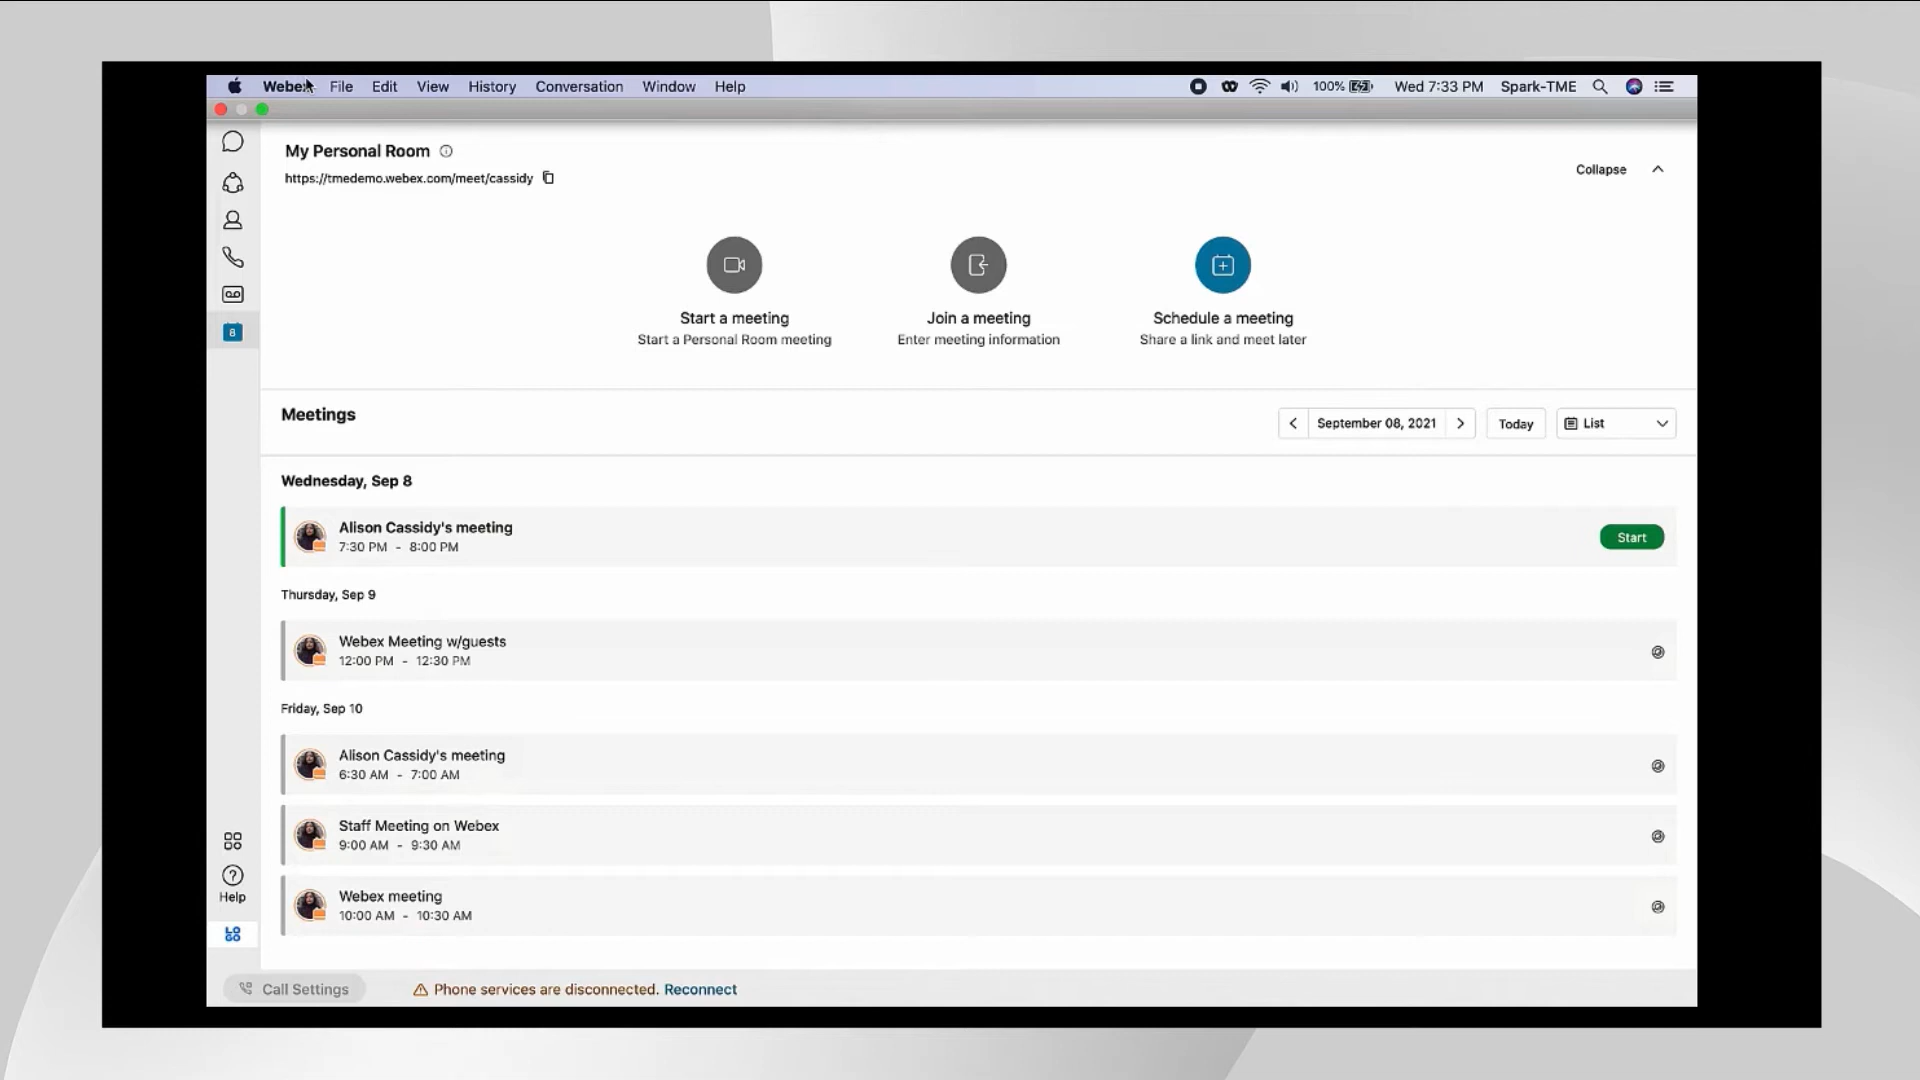 Webex File Edit View History Conversation Window Help 100% Wed 7:33 PM Spark-TME
My Personal Room
https://tmedemo.webex.com/meet/cassidy
Collapse
Start a meeting
Start a Personal Room meeting
Join a meeting
Enter meeting information
Schedule a meeting
Share a link and meet later
8
Meetings
September 08, 2021
Today
List
Wednesday, Sep 8
Alison Cassidy's meeting
7:30 PM - 8:00 PM
Start
Thursday, Sep 9
Webex Meeting w/guests
12:00 PM - 12:30 PM
Friday, Sep 10
Alison Cassidy's meeting
6:30 AM - 7:00 AM
Staff Meeting on Webex
9:00 AM - 9:30 AM
Webex meeting
10:00 AM - 10:30 AM
Help
LO
GO
Call Settings
Phone services are disconnected. Reconnect